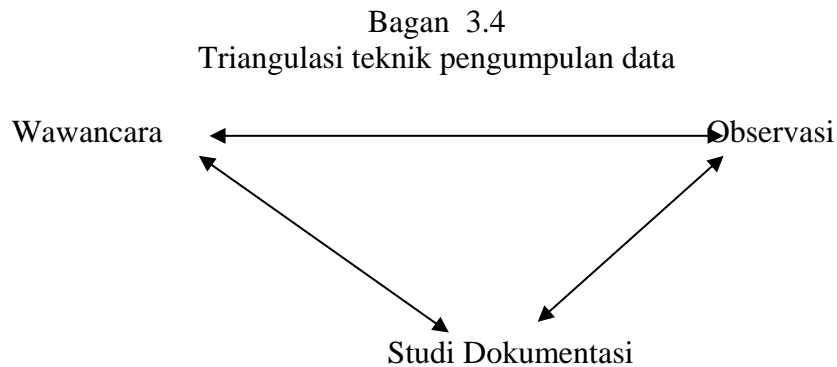 Bagan 3.4
Triangulasi teknik pengumpulan data
Wawancara Observasi
Studi Dokumentasi